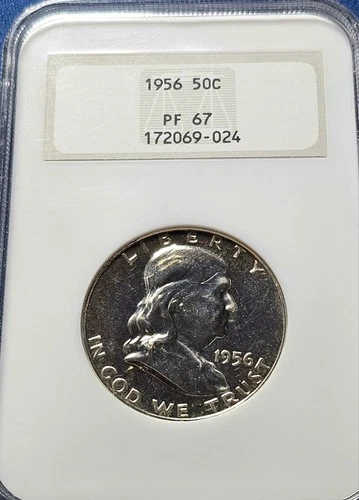 1956 50C
PF 67
172069-024
LIBERTY
1956
IN GOD WE TRUST